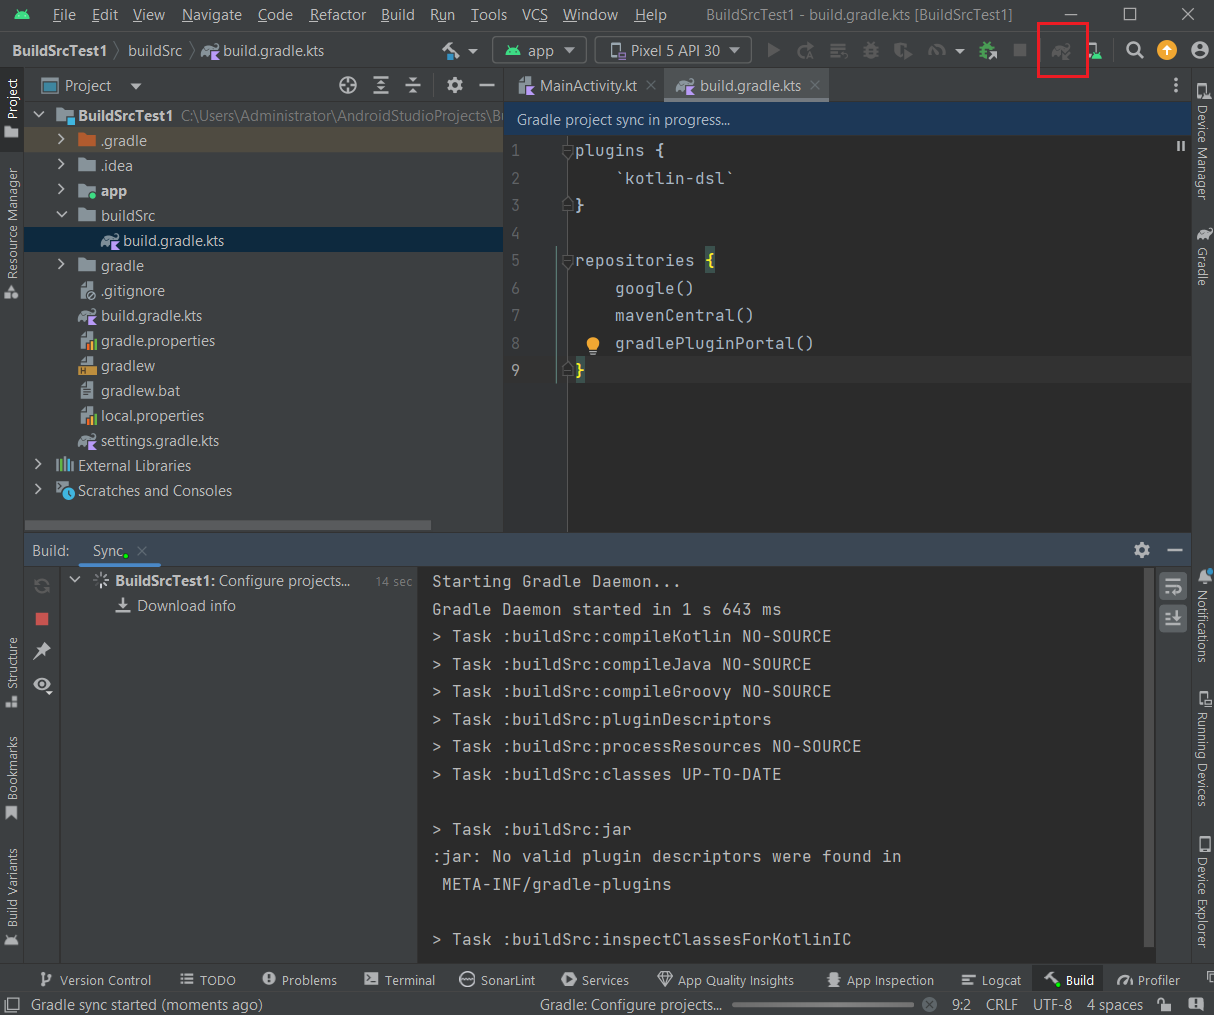 File Edit View Navigate Code Refactor Build Run Tools VCS Window Help BuildSrcTest1 - build.gradle.kts [BuildSrcTest1]
BuildSrcTest1 buildSrc build.gradle.kts app Pixel 5 API 30
Project
Resource Manager
Structure
Bookmarks
Build Variants
Project
BuildSrcTest1 C:\Users\Administrator\AndroidStudioProjects\Bu
.gradle
.idea
app
buildSrc
build.gradle.kts
gradle
.gitignore
build.gradle.kts
gradle.properties
gradlew
gradlew.bat
local.properties
settings.gradle.kts
External Libraries
Scratches and Consoles
MainActivity.kt build.gradle.kts
Gradle project sync in progress...
1 plugins {
2 `kotlin-dsl`
3 }
4
5 repositories {
6 google()
7 mavenCentral()
8 gradlePluginPortal()
9 }
Device Manager
Gradle
Notifications
Running Devices
Device Explorer
Build: Sync
BuildSrcTest1: Configure projects... 14 sec
Download info
Starting Gradle Daemon...
Gradle Daemon started in 1 s 643 ms
> Task :buildSrc:compileKotlin NO-SOURCE
> Task :buildSrc:compileJava NO-SOURCE
> Task :buildSrc:compileGroovy NO-SOURCE
> Task :buildSrc:pluginDescriptors
> Task :buildSrc:processResources NO-SOURCE
> Task :buildSrc:classes UP-TO-DATE
> Task :buildSrc:jar
:jar: No valid plugin descriptors were found in
META-INF/gradle-plugins
> Task :buildSrc:inspectClassesForKotlinIC
Version Control TODO Problems Terminal SonarLint Services App Quality Insights App Inspection Logcat Build Profiler
Gradle sync started (moments ago) Gradle: Configure projects... 9:2 CRLF UTF-8 4 spaces